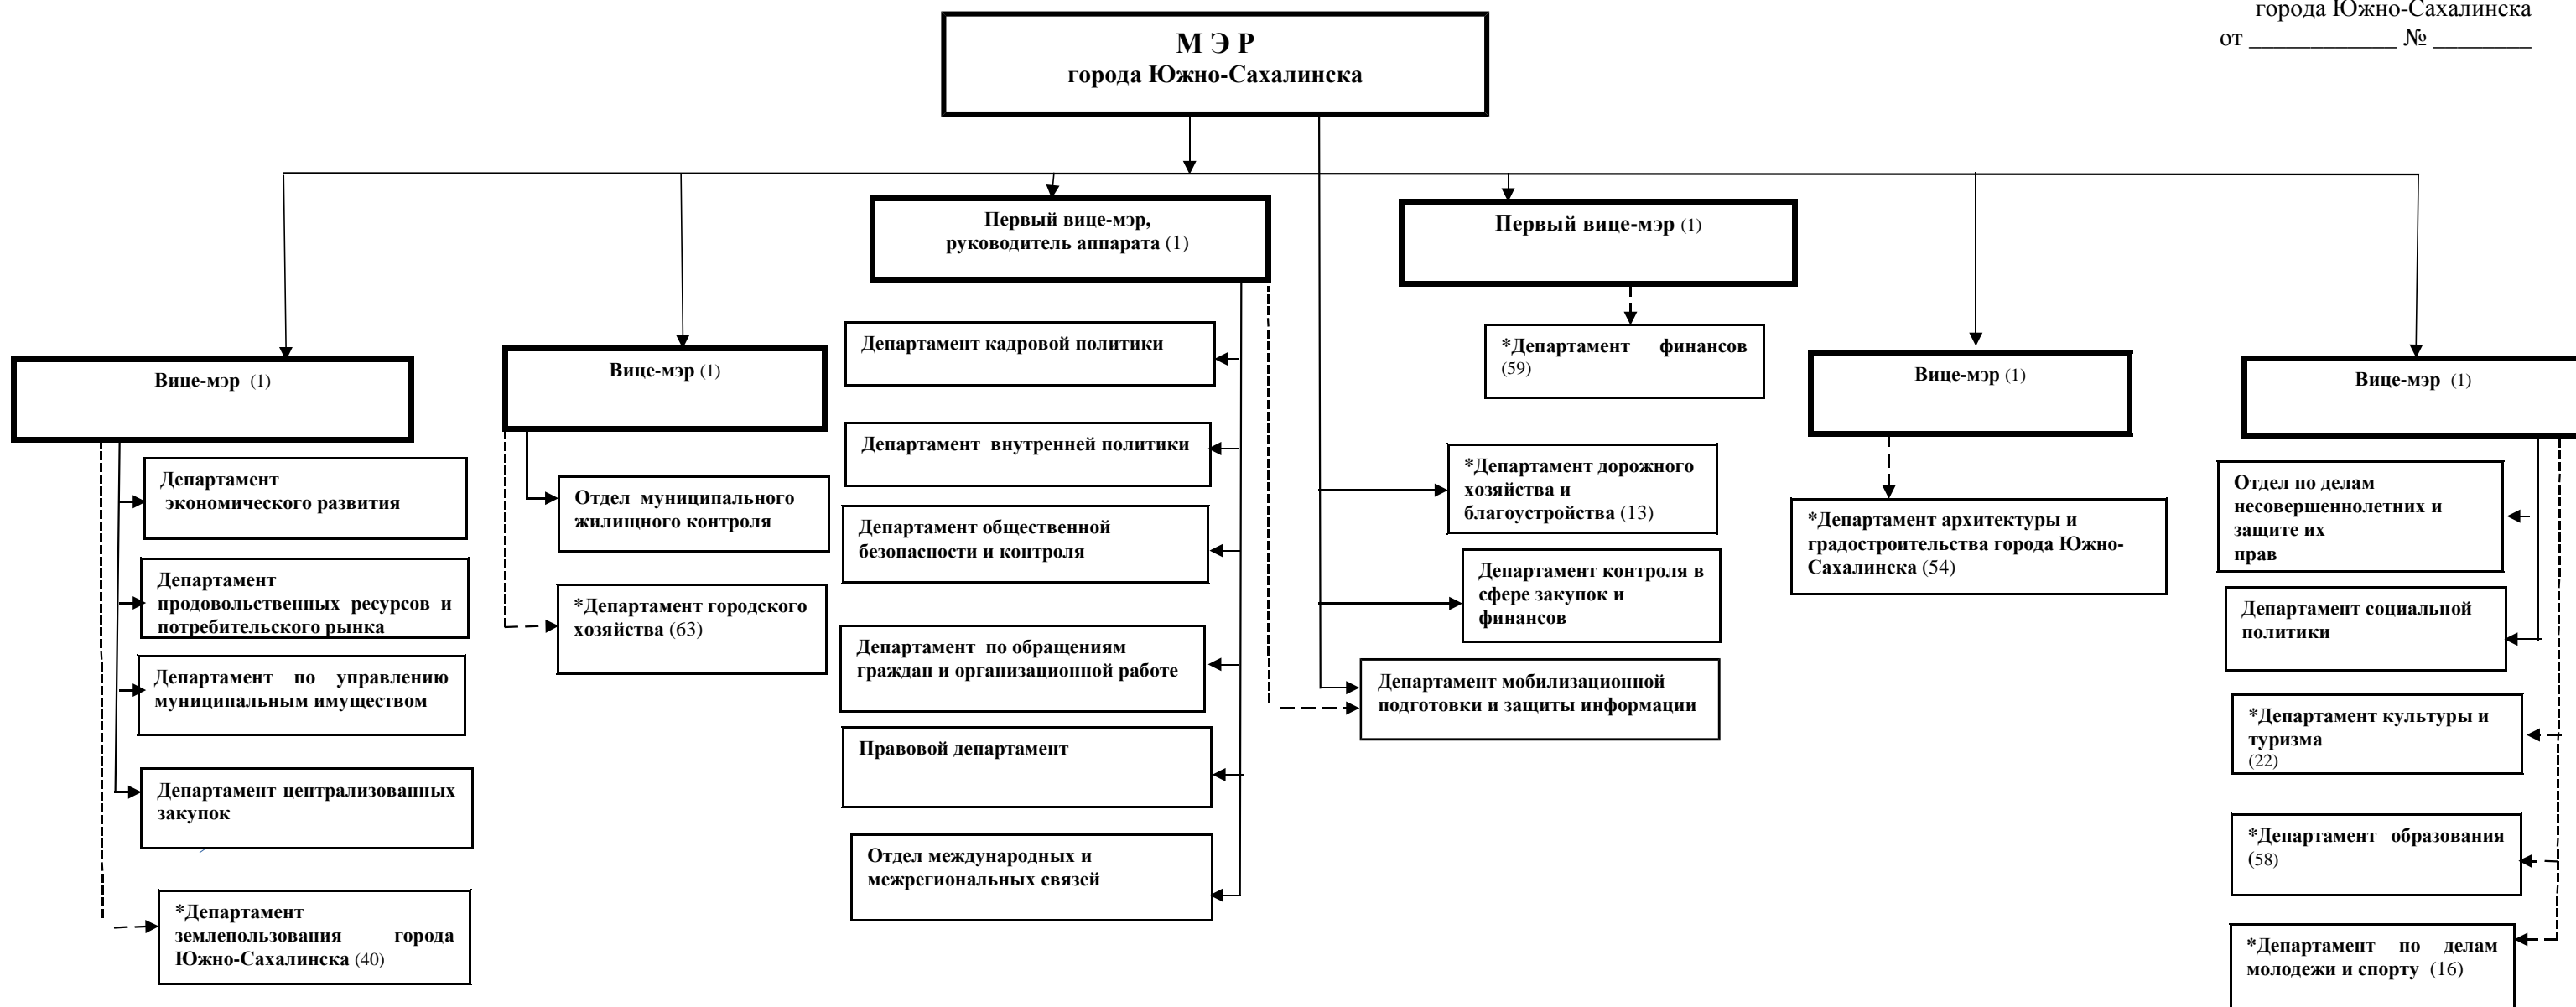 города Южно-Сахалинска
от ____________ № ________
М Э Р
города Южно-Сахалинска
Первый вице-мэр,
руководитель аппарата (1)
Первый вице-мэр (1)
Вице-мэр (1)
Вице-мэр (1)
Вице-мэр (1)
Вице-мэр (1)
Департамент
экономического развития
Департамент
продовольственных ресурсов и
потребительского рынка
Департамент по управлению
муниципальным имуществом
Департамент централизованных
закупок
*Департамент
землепользования города
Южно-Сахалинска (40)
Отдел муниципального
жилищного контроля
*Департамент городского
хозяйства (63)
Департамент кадровой политики
Департамент внутренней политики
Департамент общественной
безопасности и контроля
Департамент по обращениям
граждан и организационной работе
Правовой департамент
Отдел международных и
межрегиональных связей
*Департамент финансов
(59)
*Департамент дорожного
хозяйства и
благоустройства (13)
Департамент контроля в
сфере закупок и
финансов
Департамент мобилизационной
подготовки и защиты информации
*Департамент архитектуры и
градостроительства города Южно-
Сахалинска (54)
Отдел по делам
несовершеннолетних и
защите их
прав
Департамент социальной
политики
*Департамент культуры и
туризма
(22)
*Департамент образования
(58)
*Департамент по делам
молодежи и спорту (16)